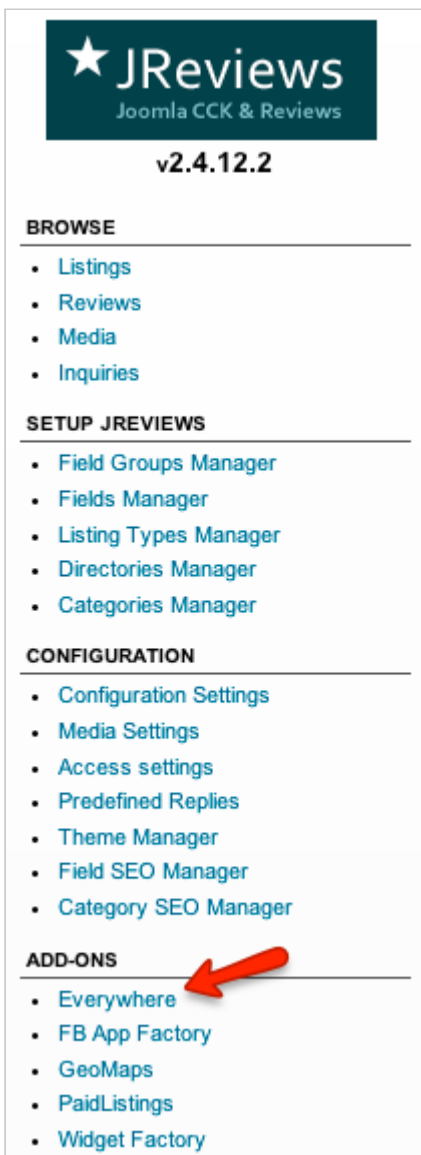 JReviews
Joomla CCK & Reviews
v2.4.12.2
BROWSE
Listings
Reviews
Media
Inquiries
SETUP JREVIEWS
Field Groups Manager
Fields Manager
Listing Types Manager
Directories Manager
Categories Manager
CONFIGURATION
Configuration Settings
Media Settings
Access settings
Predefined Replies
Theme Manager
Field SEO Manager
Category SEO Manager
ADD-ONS
Everywhere
FB App Factory
GeoMaps
PaidListings
Widget Factory